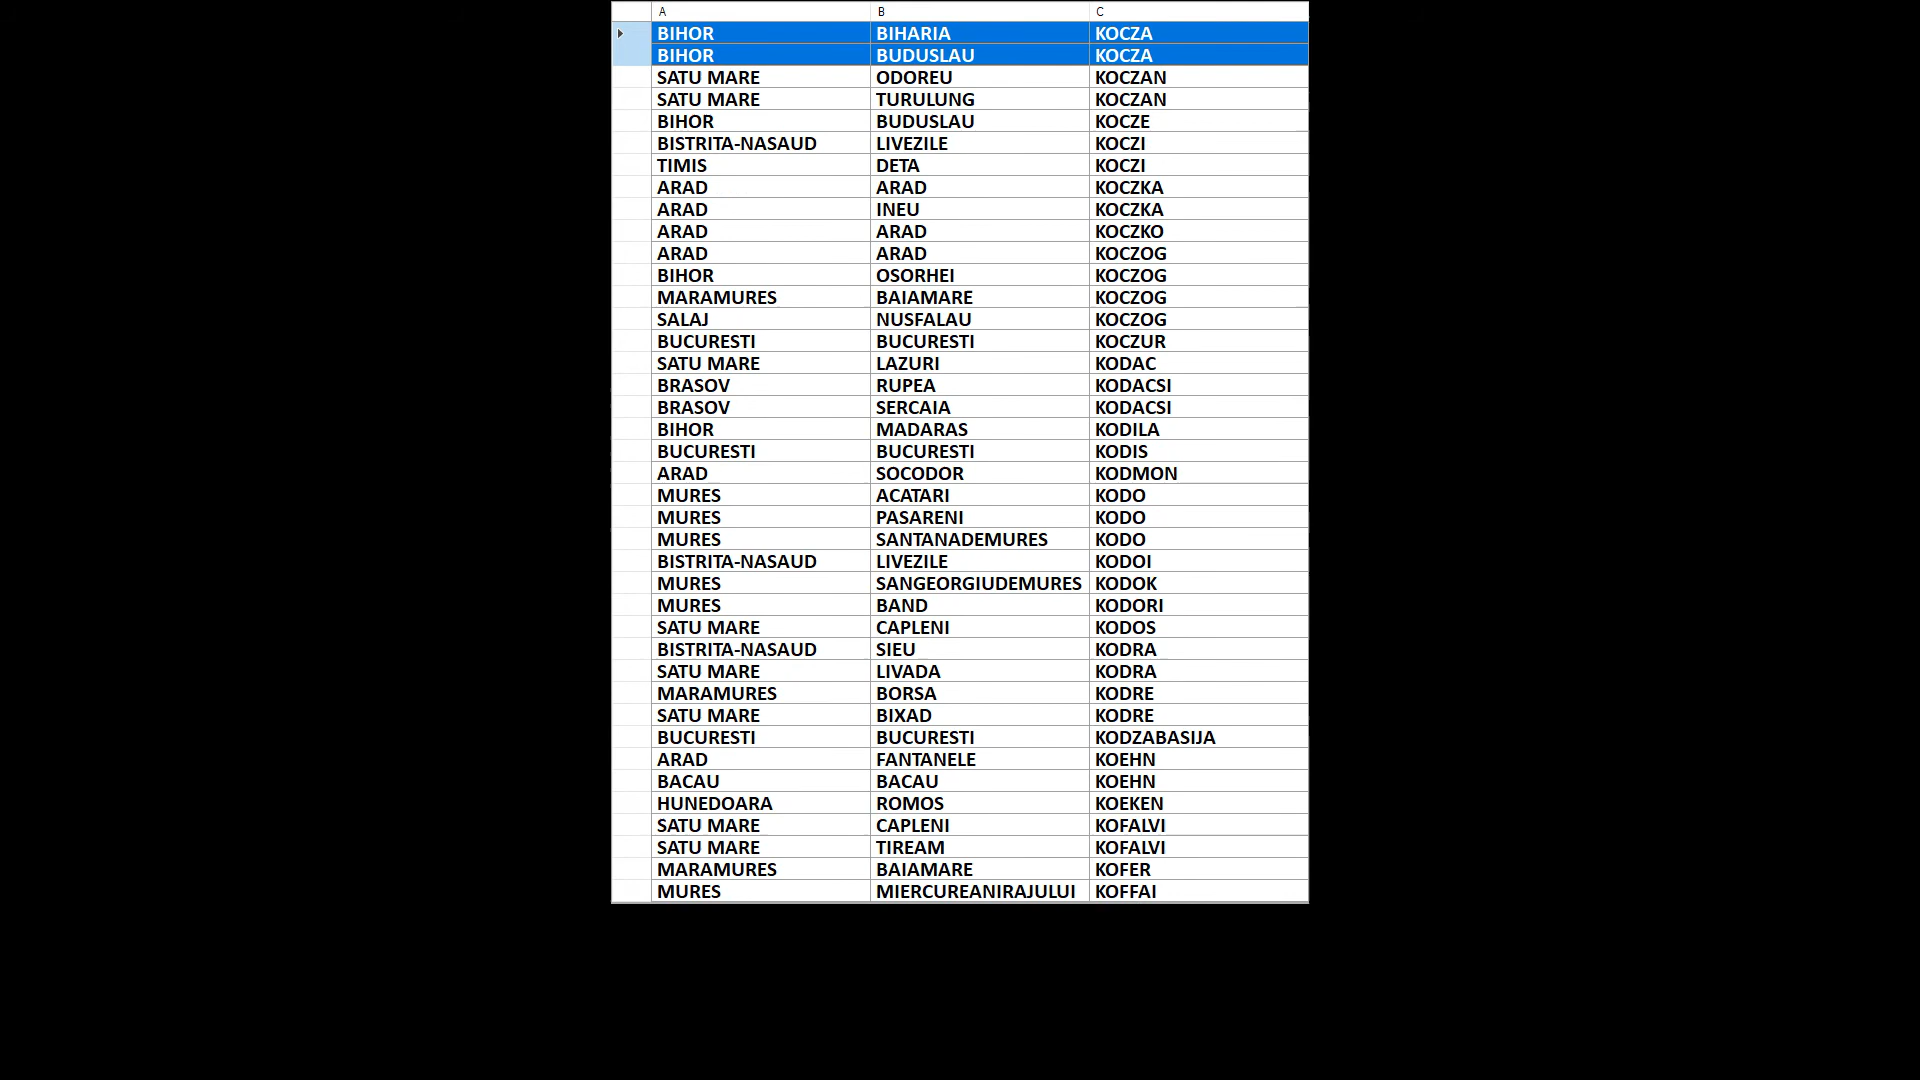 A B C
BIHOR BIHARIA KOCZA
BIHOR BUDUSLAU KOCZA
SATU MARE ODOREU KOCZAN
SATU MARE TURULUNG KOCZAN
BIHOR BUDUSLAU KOCZE
BISTRITA-NASAUD LIVEZILE KOCZI
TIMIS DETA KOCZI
ARAD ARAD KOCZKA
ARAD INEU KOCZKA
ARAD ARAD KOCZKO
ARAD ARAD KOCZOG
BIHOR OSORHEI KOCZOG
MARAMURES BAIAMARE KOCZOG
SALAJ NUSFALAU KOCZOG
BUCURESTI BUCURESTI KOCZUR
SATU MARE LAZURI KODAC
BRASOV RUPEA KODACSI
BRASOV SERCAIA KODACSI
BIHOR MADARAS KODILA
BUCURESTI BUCURESTI KODIS
ARAD SOCODOR KODMON
MURES ACATARI KODO
MURES PASARENI KODO
MURES SANTANADEMURES KODO
BISTRITA-NASAUD LIVEZILE KODOI
MURES SANGEORGIUDEMURES KODOK
MURES BAND KODORI
SATU MARE CAPLENI KODOS
BISTRITA-NASAUD SIEU KODRA
SATU MARE LIVADA KODRA
MARAMURES BORSA KODRE
SATU MARE BIXAD KODRE
BUCURESTI BUCURESTI KODZABASIJA
ARAD FANTANELE KOEHN
BACAU BACAU KOEHN
HUNEDOARA ROMOS KOEKEN
SATU MARE CAPLENI KOFALVI
SATU MARE TIREAM KOFALVI
MARAMURES BAIAMARE KOFER
MURES MIERCUREANIRAJULUI KOFFAI